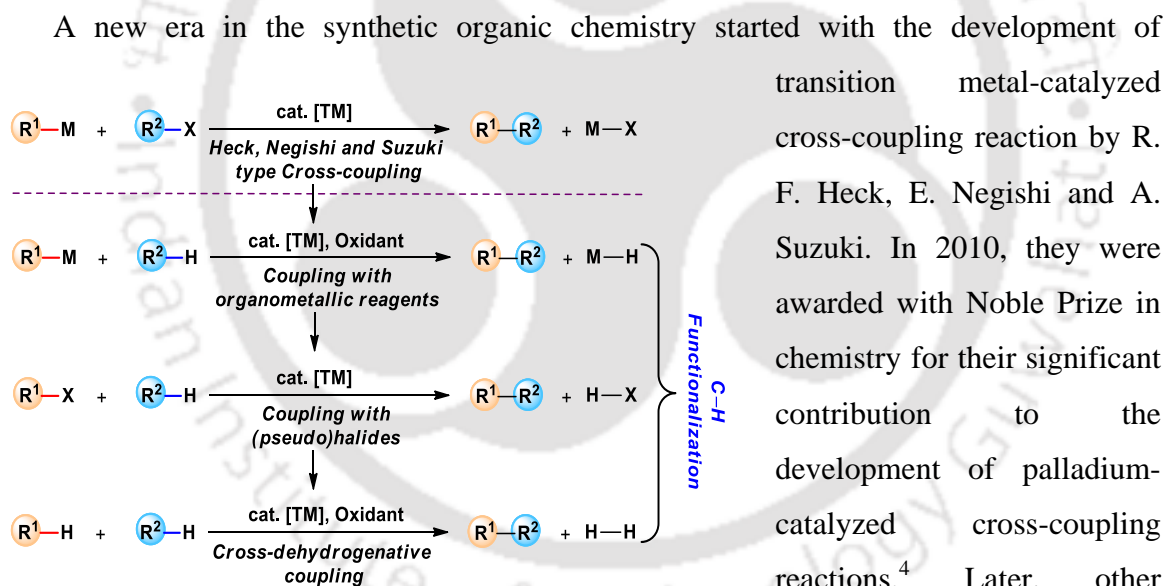 A new era in the synthetic organic chemistry started with the development of
transition metal-catalyzed
cross-coupling reaction by R.
F. Heck, E. Negishi and A.
Suzuki. In 2010, they were
awarded with Noble Prize in
chemistry for their significant
contribution to the
development of palladium-
catalyzed cross-coupling
reactions.⁴ Later, other
R¹—M + R²—X cat. [TM] R¹—R² + M—X
Heck, Negishi and Suzuki
type Cross-coupling
R¹—M + R²—H cat. [TM], Oxidant R¹—R² + M—H
Coupling with
organometallic reagents
R¹—X + R²—H cat. [TM] R¹—R² + H—X
Coupling with
(pseudo)halides
R¹—H + R²—H cat. [TM], Oxidant R¹—R² + H—H
Cross-dehydrogenative
coupling
C–H
Functionalization